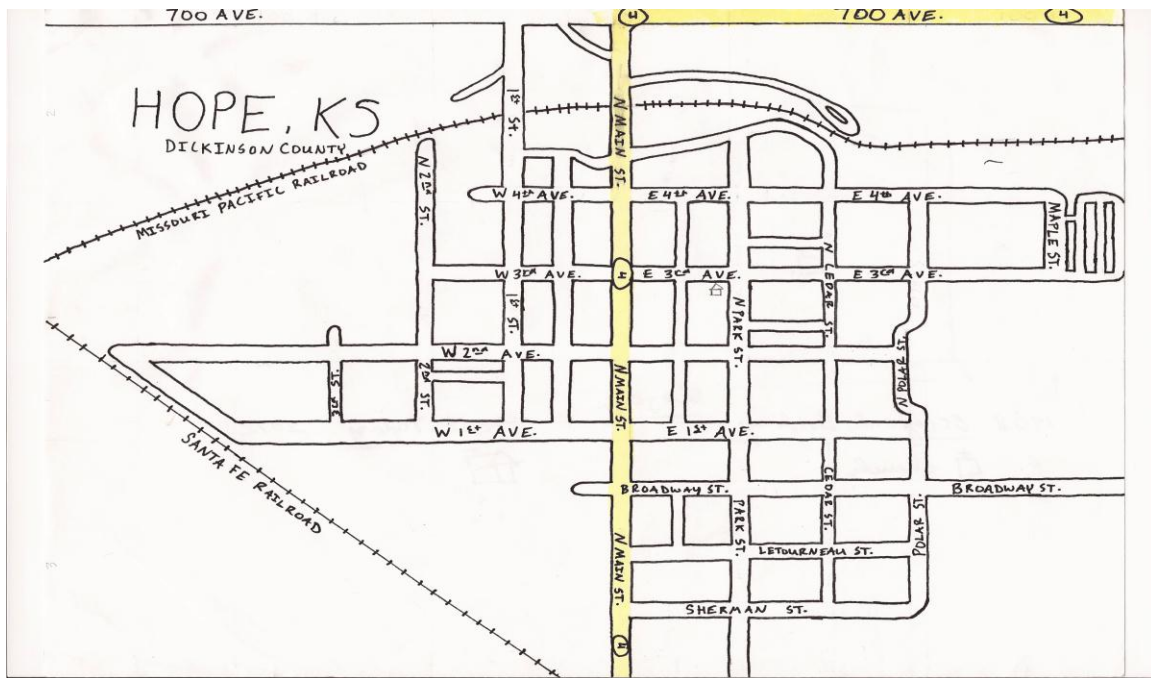 700 AVE.
4
700 AVE.
4
HOPE, KS
DICKINSON COUNTY
MISSOURI PACIFIC RAILROAD
1st ST.
N MAIN ST.
N 2nd ST.
W 4th AVE.
E 4th AVE.
E 4th AVE.
MAPLE ST.
W 3rd AVE.
4
E 3rd AVE.
E 3rd AVE.
N CEDAR ST.
1st ST.
N PARK ST.
W 2nd AVE.
N POLAR ST.
3rd ST.
2nd ST.
N MAIN ST.
W 1st AVE.
E 1st AVE.
SANTA FE RAILROAD
BROADWAY ST.
CEDAR ST.
BROADWAY ST.
PARK ST.
POLAR ST.
LETOURNEAU ST.
N MAIN ST.
SHERMAN ST.
4